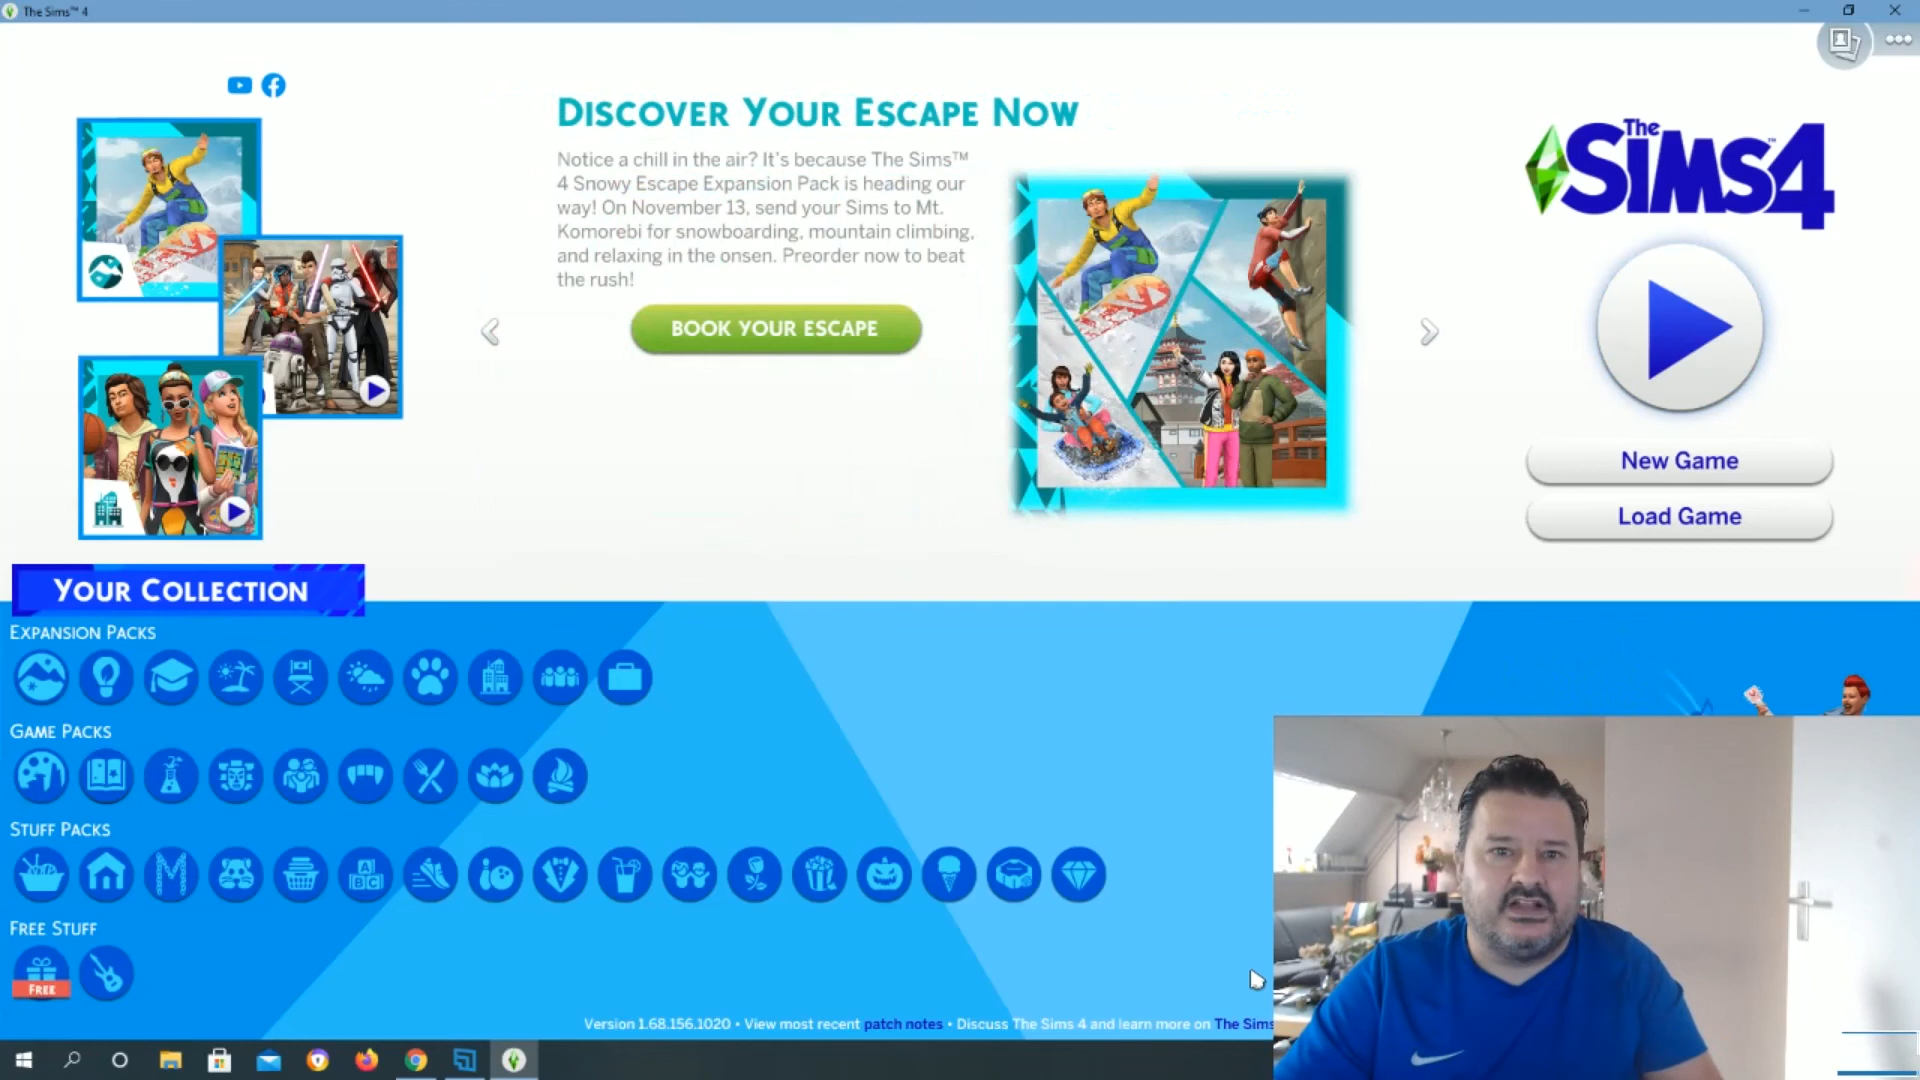 The Sims™ 4
DISCOVER YOUR ESCAPE NOW
Notice a chill in the air? It's because The Sims™
4 Snowy Escape Expansion Pack is heading our
way! On November 13, send your Sims to Mt.
Komorebi for snowboarding, mountain climbing,
and relaxing in the onsen. Preorder now to beat
the rush!
BOOK YOUR ESCAPE
The SiMS™ 4
New Game
Load Game
YOUR COLLECTION
EXPANSION PACKS
GAME PACKS
STUFF PACKS
M
A B C
FREE STUFF
FREE
Version 1.68.156.1020 • View most recent patch notes • Discuss The Sims 4 and learn more on The Sims